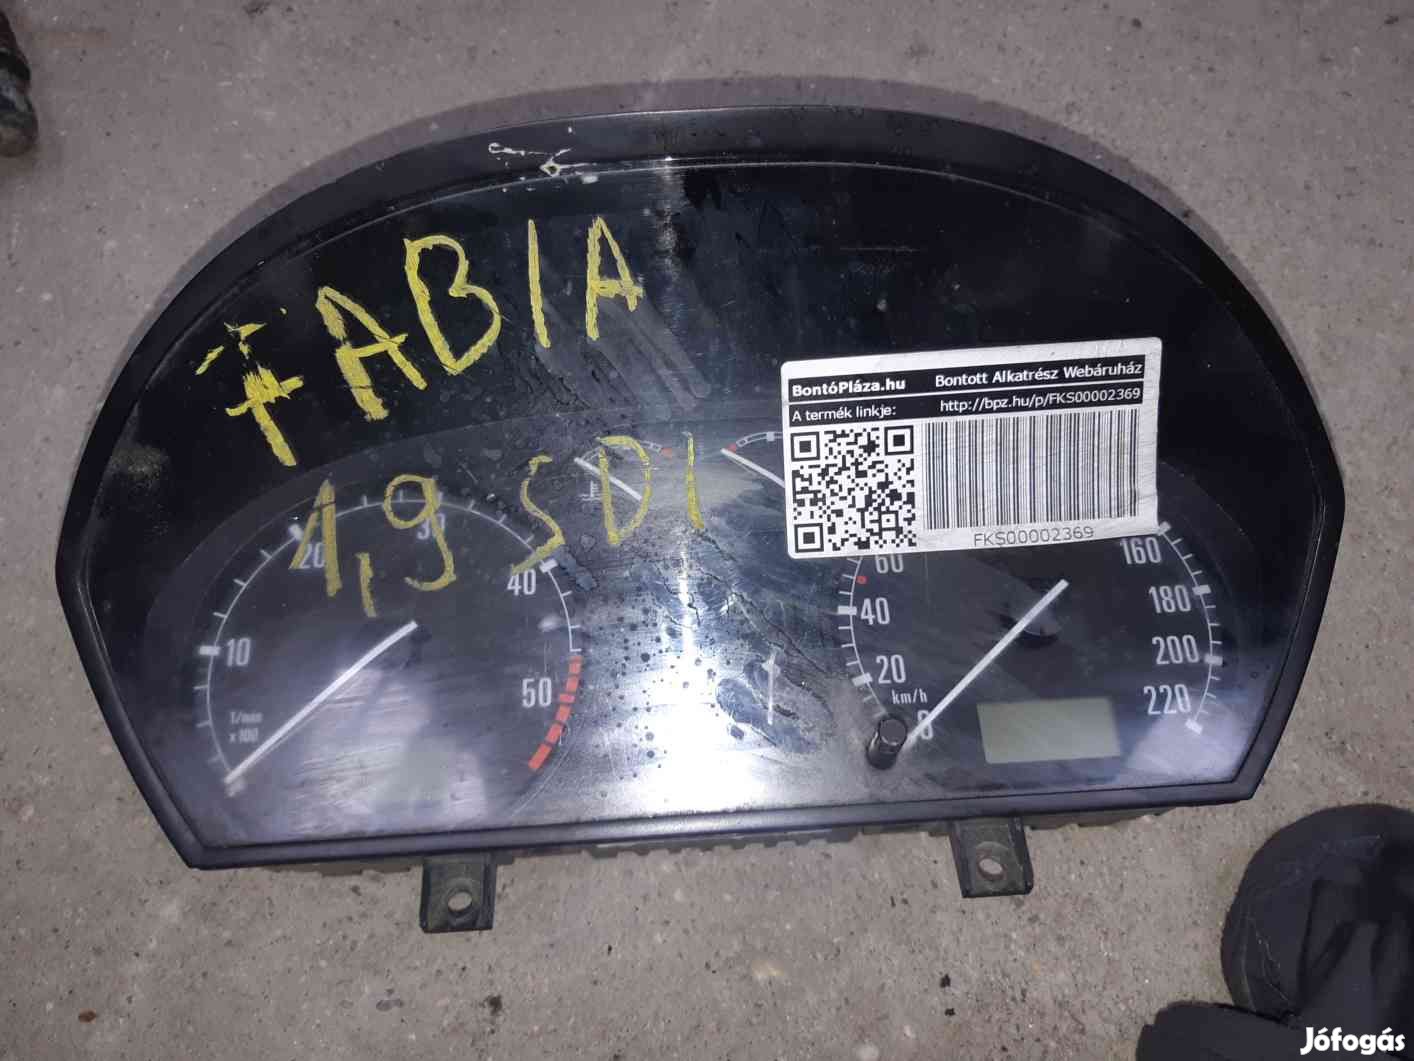 FABIA
1,9 SDI
BontóPláza.hu Bontott Alkatrész Webáruház
A termék linkje: http://bpz.hu/p/FKS00002369
FKS00002369
10
20
30
40
50
1/min
x 100
0
20
40
60
160
180
200
220
km/h
Jófogás